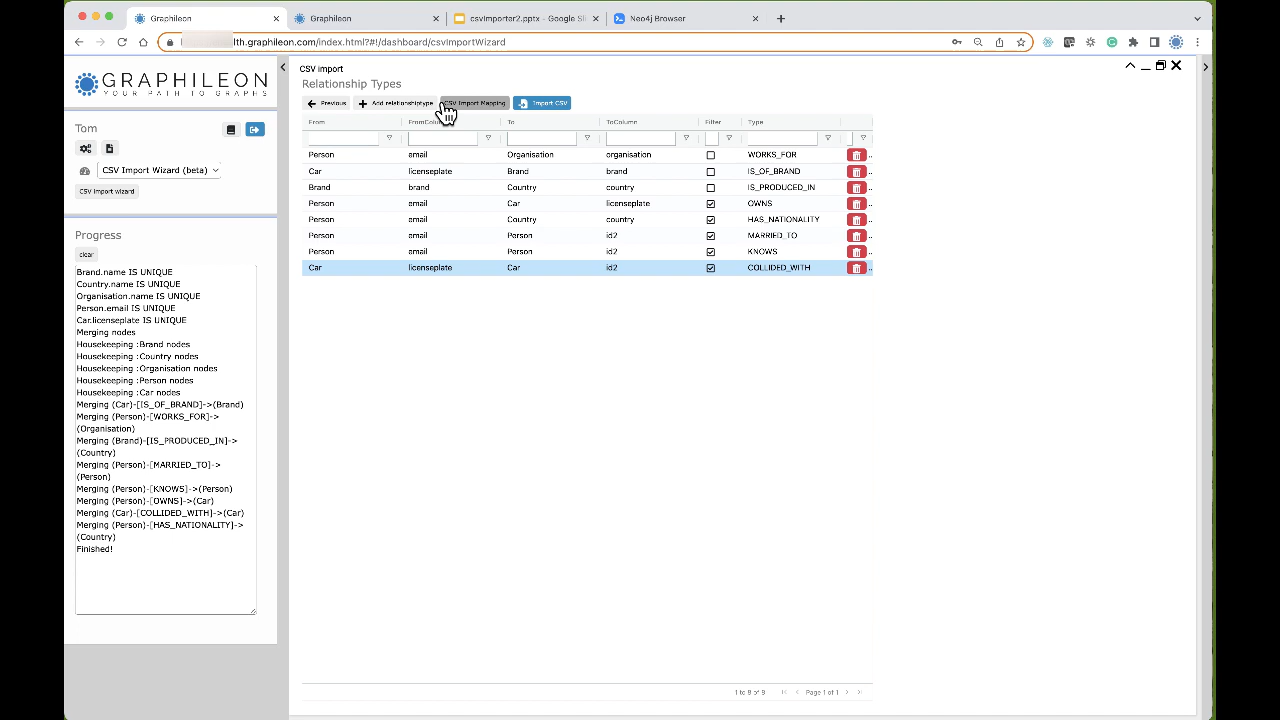 Graphileon
Graphileon
csvImporter2.pptx - Google Sli
Neo4j Browser
lth.graphileon.com/index.html?#!/dashboard/csvImportWizard
GRAPHILEON
YOUR PATH TO GRAPHS
Tom
CSV Import Wizard (beta)
CSV import wizard
Progress
clear
Brand.name IS UNIQUE
Country.name IS UNIQUE
Organisation.name IS UNIQUE
Person.email IS UNIQUE
Car.licenseplate IS UNIQUE
Merging nodes
Housekeeping :Brand nodes
Housekeeping :Country nodes
Housekeeping :Organisation nodes
Housekeeping :Person nodes
Housekeeping :Car nodes
Merging (Car)-[IS_OF_BRAND]->(Brand)
Merging (Person)-[WORKS_FOR]->
(Organisation)
Merging (Brand)-[IS_PRODUCED_IN]->
(Country)
Merging (Person)-[MARRIED_TO]->
(Person)
Merging (Person)-[KNOWS]->(Person)
Merging (Person)-[OWNS]->(Car)
Merging (Car)-[COLLIDED_WITH]->(Car)
Merging (Person)-[HAS_NATIONALITY]->
(Country)
Finished!
CSV import
Relationship Types
Previous Add relationshiptype CSV Import Mapping Import CSV
From FromColu To ToColumn Filter Type
Person email Organisation organisation WORKS_FOR ..
Car licenseplate Brand brand IS_OF_BRAND ..
Brand brand Country country IS_PRODUCED_IN ..
Person email Car licenseplate OWNS ..
Person email Country country HAS_NATIONALITY ..
Person email Person id2 MARRIED_TO ..
Person email Person id2 KNOWS ..
Car licenseplate Car id2 COLLIDED_WITH ..
1 to 8 of 8 Page 1 of 1